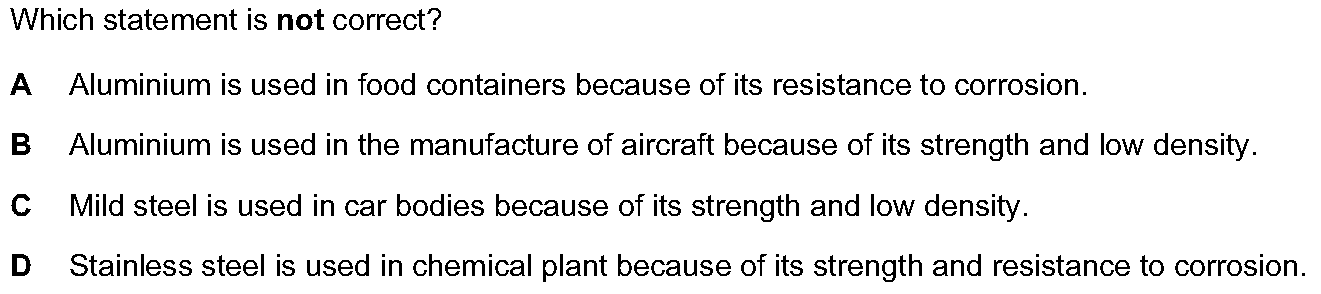 Which statement is not correct?
A Aluminium is used in food containers because of its resistance to corrosion.
B Aluminium is used in the manufacture of aircraft because of its strength and low density.
C Mild steel is used in car bodies because of its strength and low density.
D Stainless steel is used in chemical plant because of its strength and resistance to corrosion.